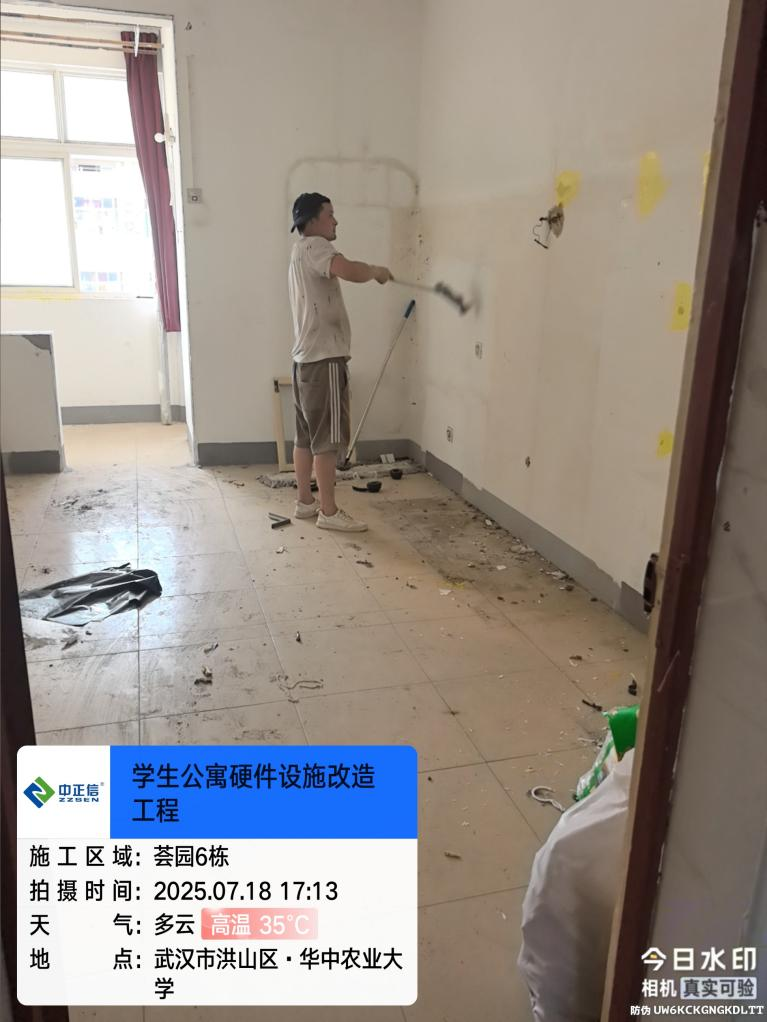 中正信®
ZZSEN
学生公寓硬件设施改造
工程
施工区域：荟园6栋
拍摄时间：2025.07.18 17:13
天气：多云 高温 35°C
地点：武汉市洪山区·华中农业大
学
今日水印
相机 真实可验
防伪 UW6KCKGNGKDLTT